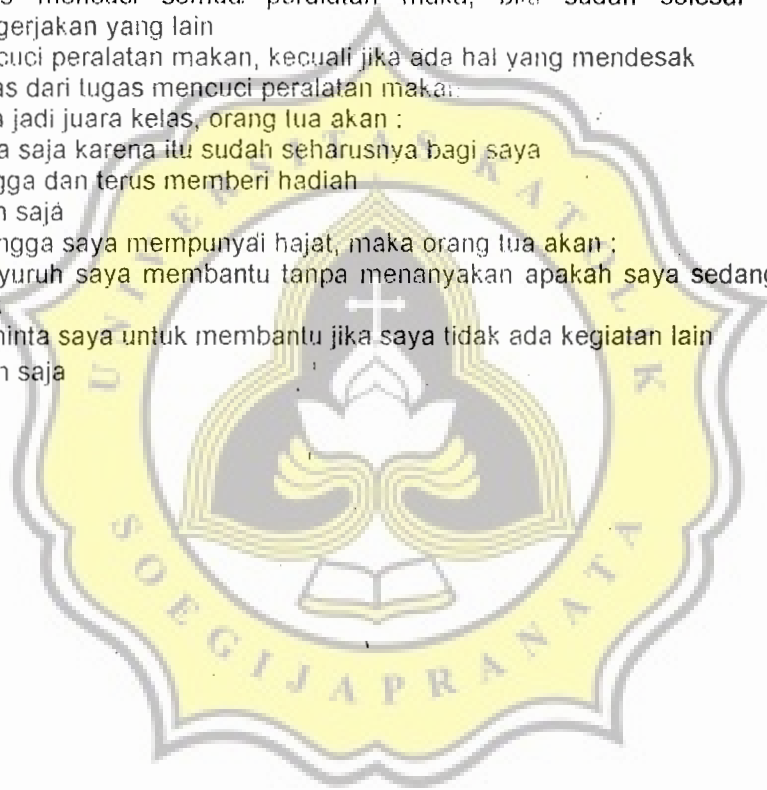 mencuci semua peralatan sudah
gerjakan yang lain
cuci peralatan makan, kecuali jika ada hal yang mendesak
as dari tugas mencuci peralatan makan
a jadi juara kelas, orang tua akan :
a saja karena itu sudah seharusnya bagi saya
gga dan terus memberi hadiah
n saja
ngga saya mempunyai hajat, maka orang tua akan :
yuruh saya membantu tanpa menanyakan apakah saya sedang
ninta saya untuk membantu jika saya tidak ada kegiatan lain
n saja
UNIVERSITAS KATOLIK
SOEGIJAPRANATA